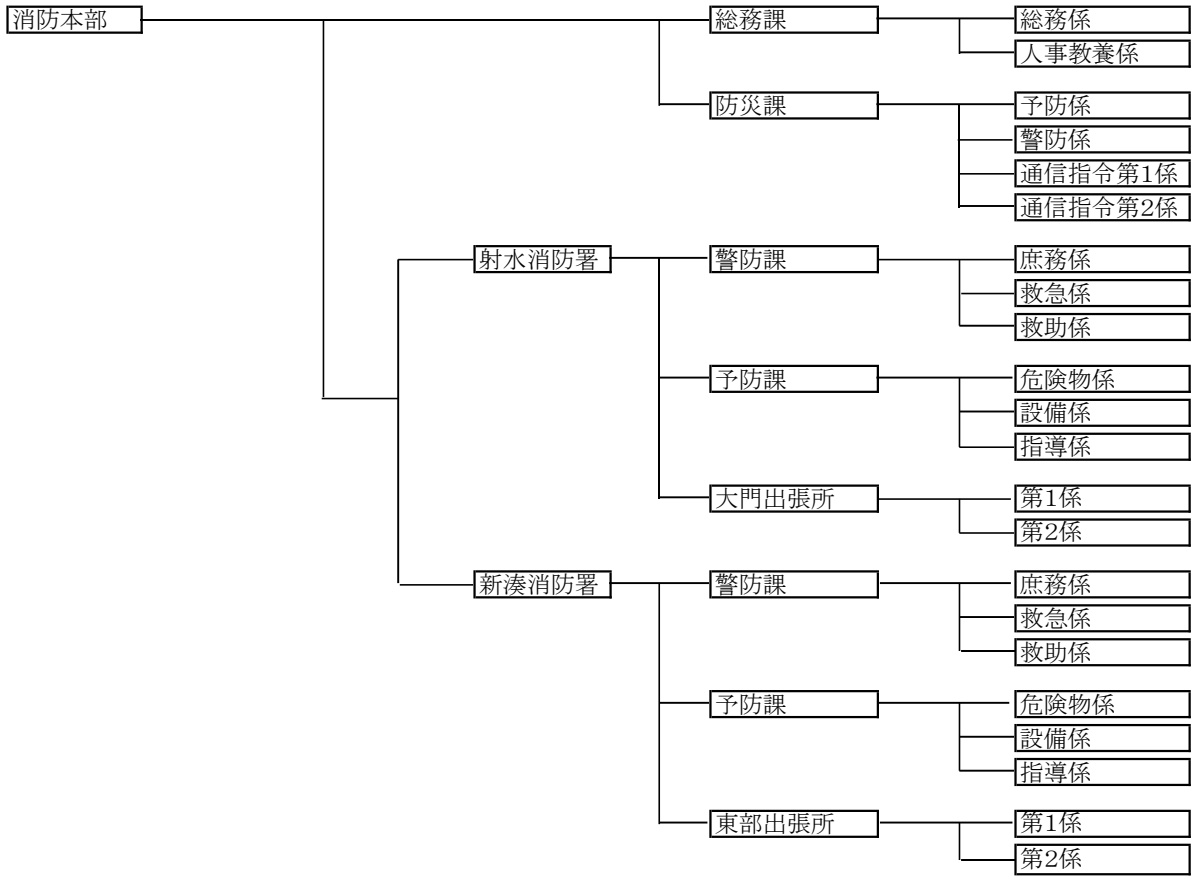 消防本部
総務課
総務係
人事教養係
防災課
予防係
警防係
通信指令第1係
通信指令第2係
射水消防署
警防課
庶務係
救急係
救助係
予防課
危険物係
設備係
指導係
大門出張所
第1係
第2係
新湊消防署
警防課
庶務係
救急係
救助係
予防課
危険物係
設備係
指導係
東部出張所
第1係
第2係